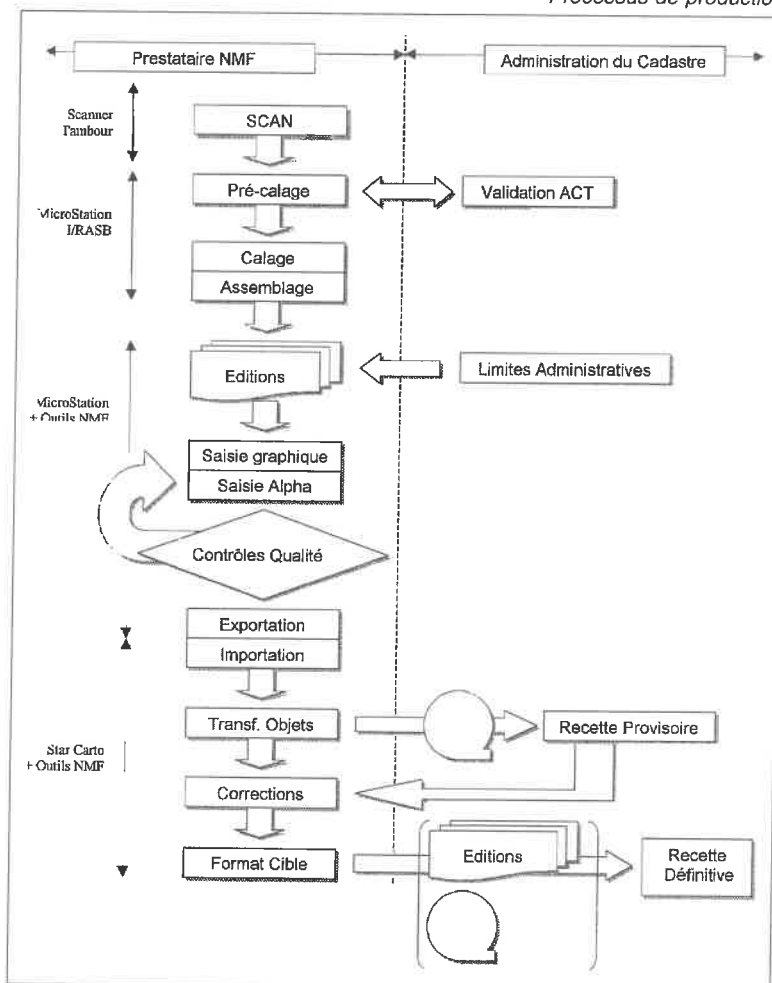 Processus de production
Prestataire NMF
Administration du Cadastre
Scanner
Tambour
SCAN
MicroStation
I/RASB
Pré-calage
Validation ACT
Calage
Assemblage
Editions
Limites Administratives
MicroStation
+ Outils NMF
Saisie graphique
Saisie Alpha
Contrôles Qualité
Exportation
Importation
Transf. Objets
Recette Provisoire
Star Carto
+ Outils NMF
Corrections
Format Cible
Editions
Recette
Définitive